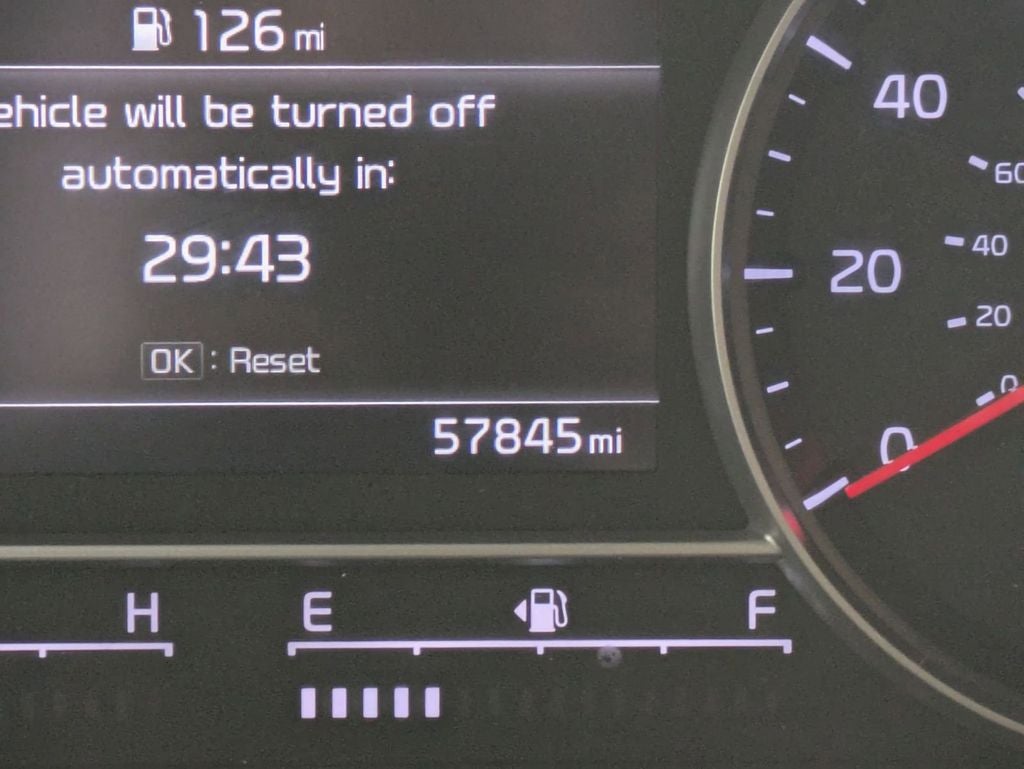 126 mi
ehicle will be turned off
automatically in:
29:43
OK : Reset
57845 mi
40
20
0
60
40
20
0
H
E
F